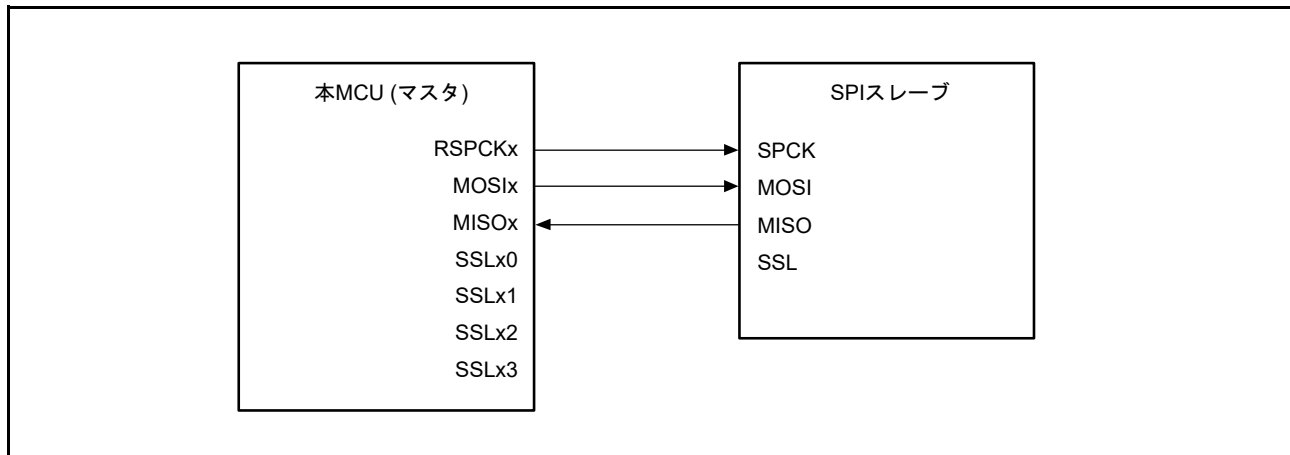 本MCU (マスタ)
RSPCKx
MOSIx
MISOx
SSLx0
SSLx1
SSLx2
SSLx3
SPIスレーブ
SPCK
MOSI
MISO
SSL